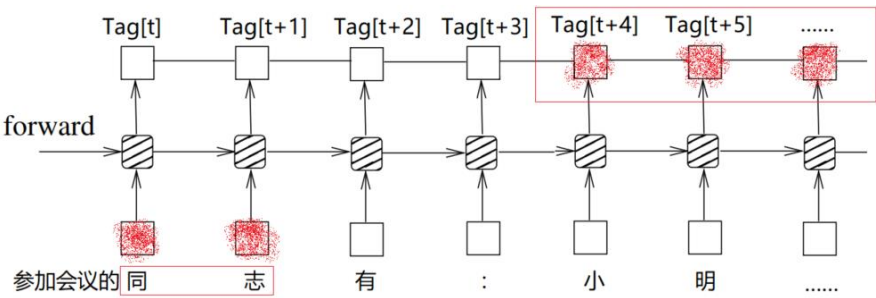 Tag[t] Tag[t+1] Tag[t+2] Tag[t+3] Tag[t+4] Tag[t+5] ......
forward
参加会议的 同 志 有 : 小 明 ......